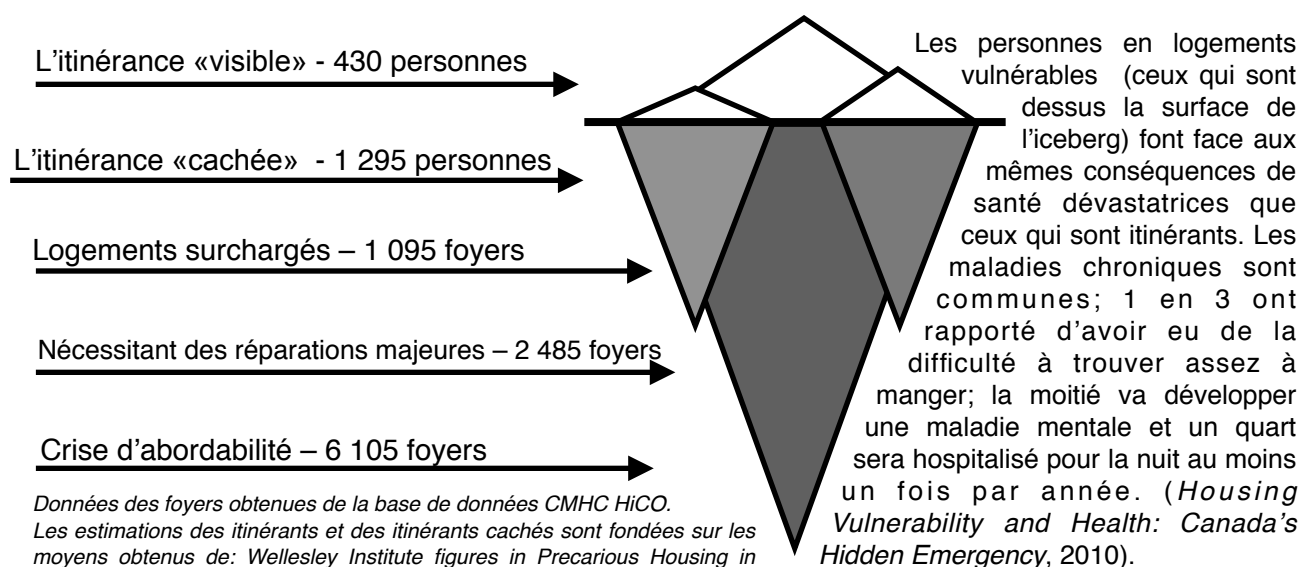 L'itinérance «visible» - 430 personnes
L'itinérance «cachée» - 1 295 personnes
Logements surchargés – 1 095 foyers
Nécessitant des réparations majeures – 2 485 foyers
Crise d'abordabilité – 6 105 foyers
Données des foyers obtenues de la base de données CMHC HiCO.
Les estimations des itinérants et des itinérants cachés sont fondées sur les
moyens obtenus de: Wellesley Institute figures in Precarious Housing in
Les personnes en logements
vulnérables (ceux qui sont
dessus la surface de
l'iceberg) font face aux
mêmes conséquences de
santé dévastatrices que
ceux qui sont itinérants. Les
maladies chroniques sont
communes; 1 en 3 ont
rapporté d'avoir eu de la
difficulté à trouver assez à
manger; la moitié va développer
une maladie mentale et un quart
sera hospitalisé pour la nuit au moins
un fois par année. (Housing
Vulnerability and Health: Canada's
Hidden Emergency, 2010).